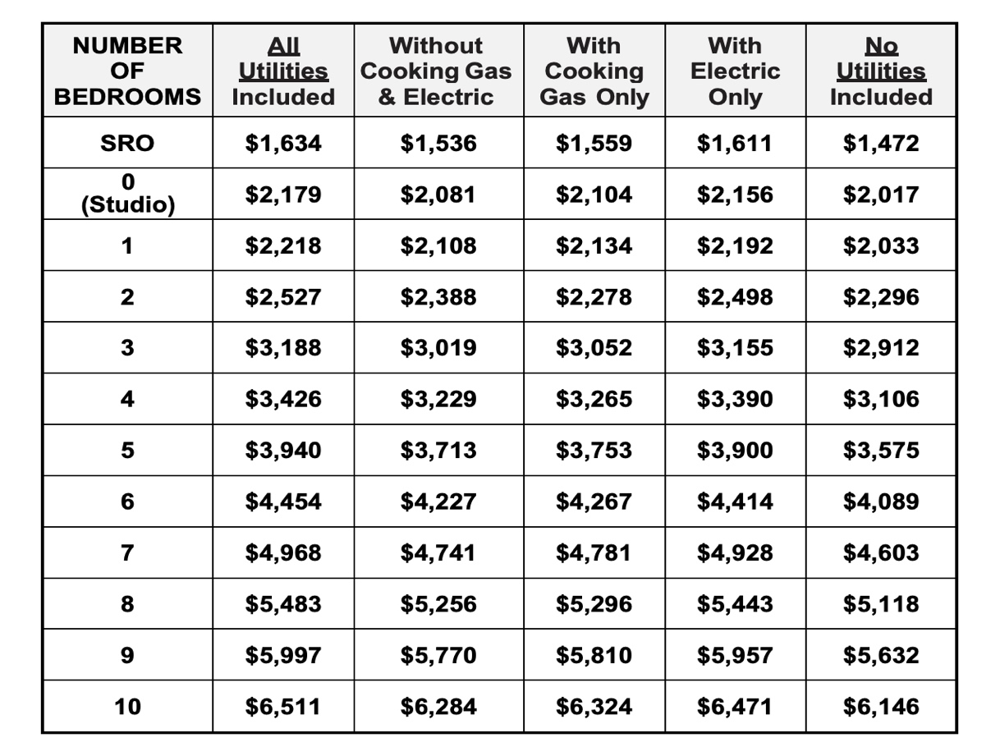 NUMBER OF BEDROOMS | All Utilities Included | Without Cooking Gas & Electric | With Cooking Gas Only | With Electric Only | No Utilities Included
SRO | $1,634 | $1,536 | $1,559 | $1,611 | $1,472
0 (Studio) | $2,179 | $2,081 | $2,104 | $2,156 | $2,017
1 | $2,218 | $2,108 | $2,134 | $2,192 | $2,033
2 | $2,527 | $2,388 | $2,278 | $2,498 | $2,296
3 | $3,188 | $3,019 | $3,052 | $3,155 | $2,912
4 | $3,426 | $3,229 | $3,265 | $3,390 | $3,106
5 | $3,940 | $3,713 | $3,753 | $3,900 | $3,575
6 | $4,454 | $4,227 | $4,267 | $4,414 | $4,089
7 | $4,968 | $4,741 | $4,781 | $4,928 | $4,603
8 | $5,483 | $5,256 | $5,296 | $5,443 | $5,118
9 | $5,997 | $5,770 | $5,810 | $5,957 | $5,632
10 | $6,511 | $6,284 | $6,324 | $6,471 | $6,146